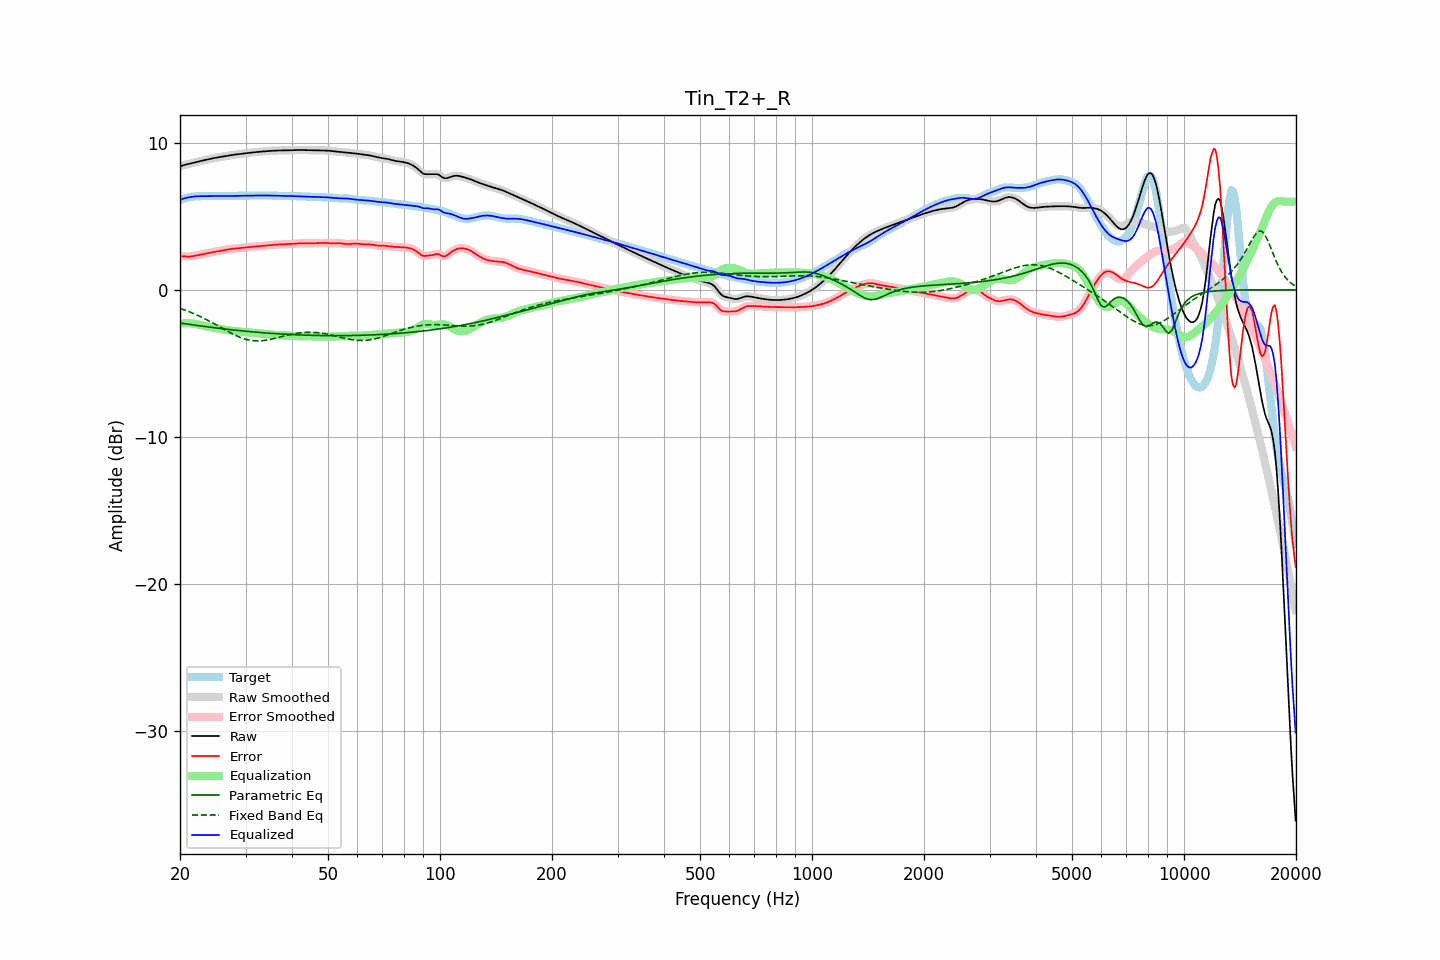 Tin_T2+_R
10
0
−10
−20
−30
Amplitude (dBr)
Target
Raw Smoothed
Error Smoothed
Raw
Error
Equalization
Parametric Eq
Fixed Band Eq
Equalized
20 50 100 200 500 1000 2000 5000 10000 20000
Frequency (Hz)